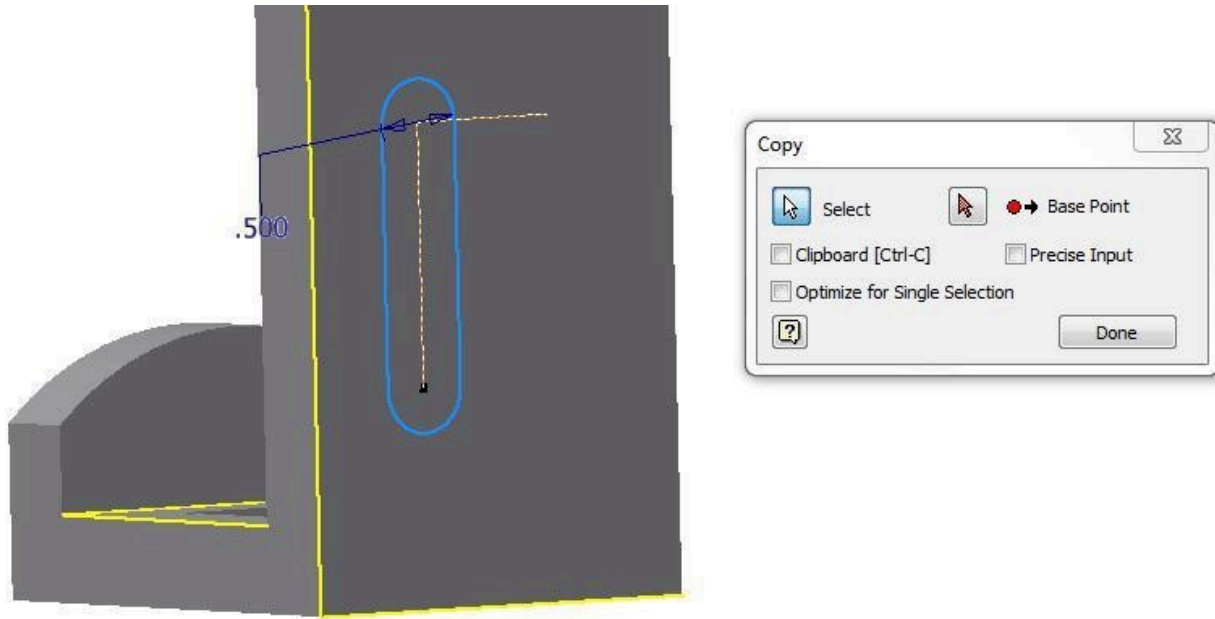 .500
Copy
Select Base Point
Clipboard [Ctrl-C] Precise Input
Optimize for Single Selection
?
Done